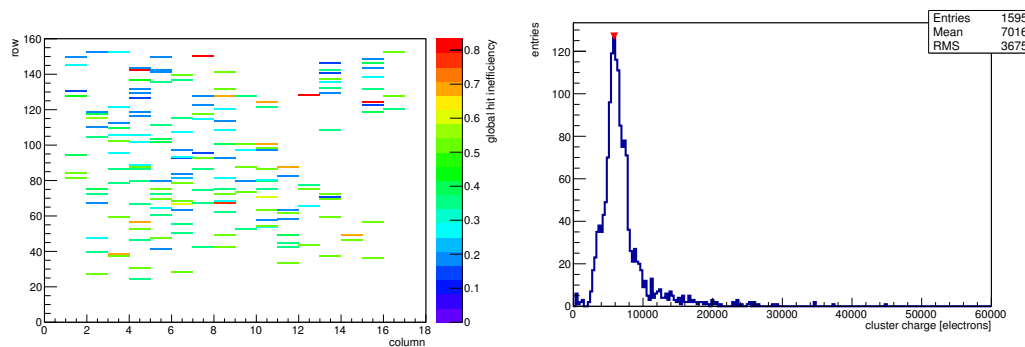 row
160
140
120
100
80
60
40
20
0
0 2 4 6 8 10 12 14 16 18
column
0.8
0.7
0.6
0.5
0.4
0.3
0.2
0.1
0
global hit inefficiency
entries
120
100
80
60
40
20
0
0 10000 20000 30000 40000 50000 60000
cluster charge [electrons]
Entries 1595
Mean 7016
RMS 3675